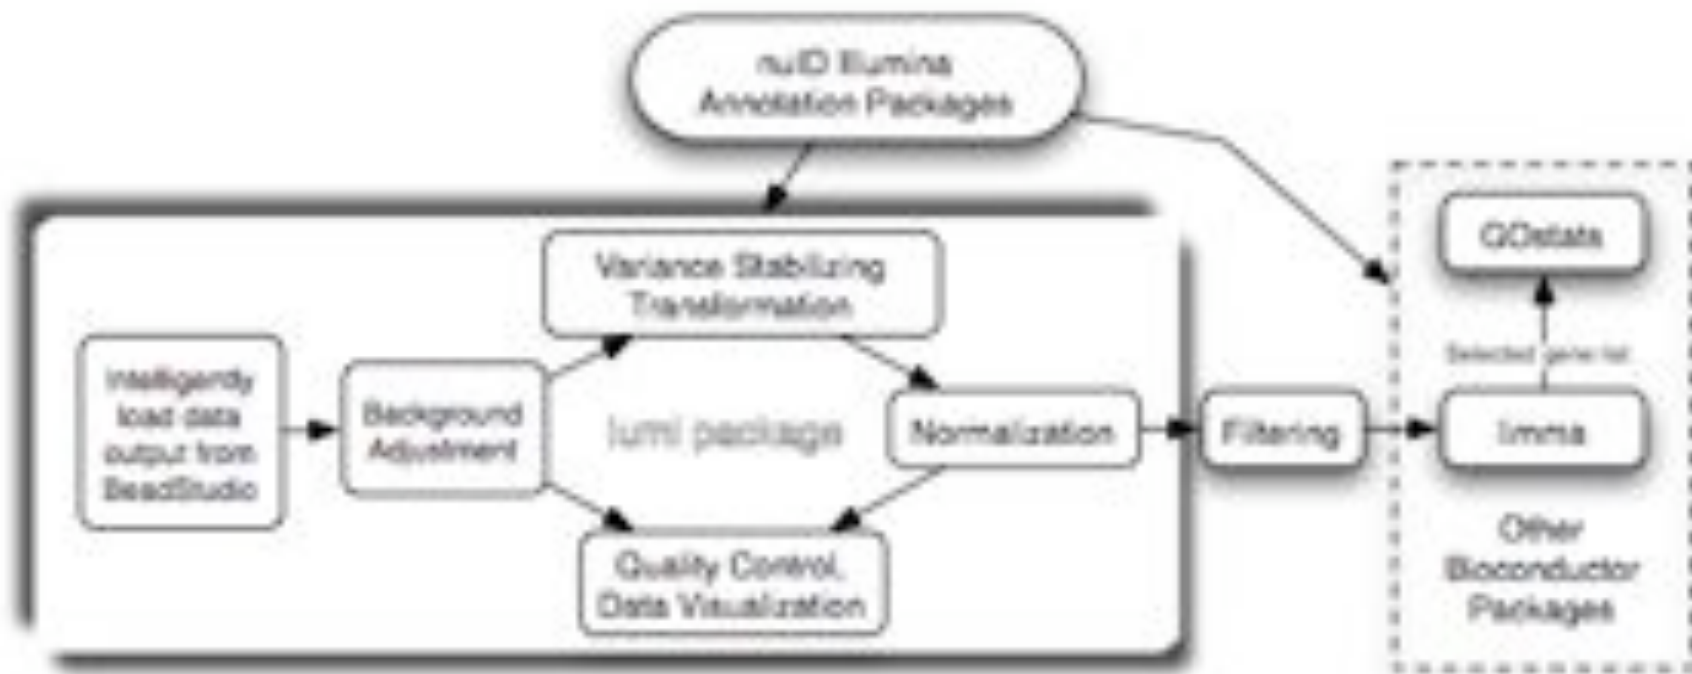 nuID Illumina
Annotation Packages
Variance Stabilizing
Transformation
Intelligently
load data
output from
BeadStudio
Background
Adjustment
lumi package
Normalization
Filtering
Quality Control,
Data Visualization
GOstats
Selected gene list
limma
Other
Bioconductor
Packages